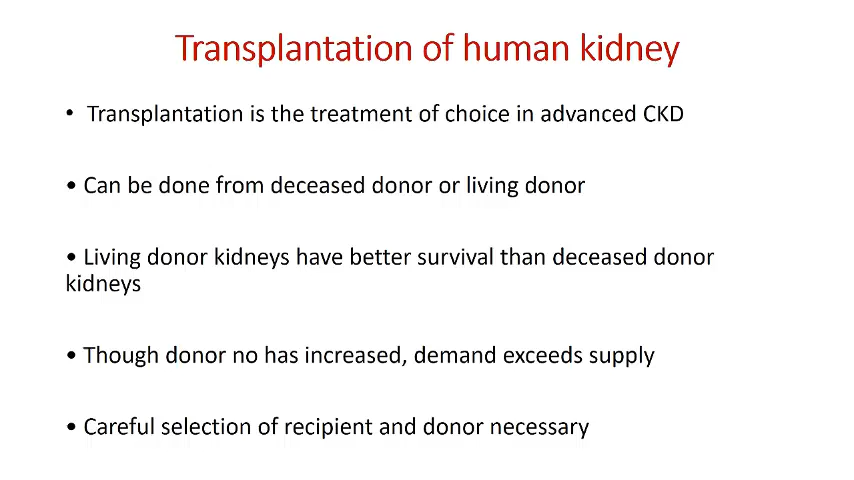 Transplantation of human kidney
• Transplantation is the treatment of choice in advanced CKD
• Can be done from deceased donor or living donor
• Living donor kidneys have better survival than deceased donor
kidneys
• Though donor no has increased, demand exceeds supply
• Careful selection of recipient and donor necessary